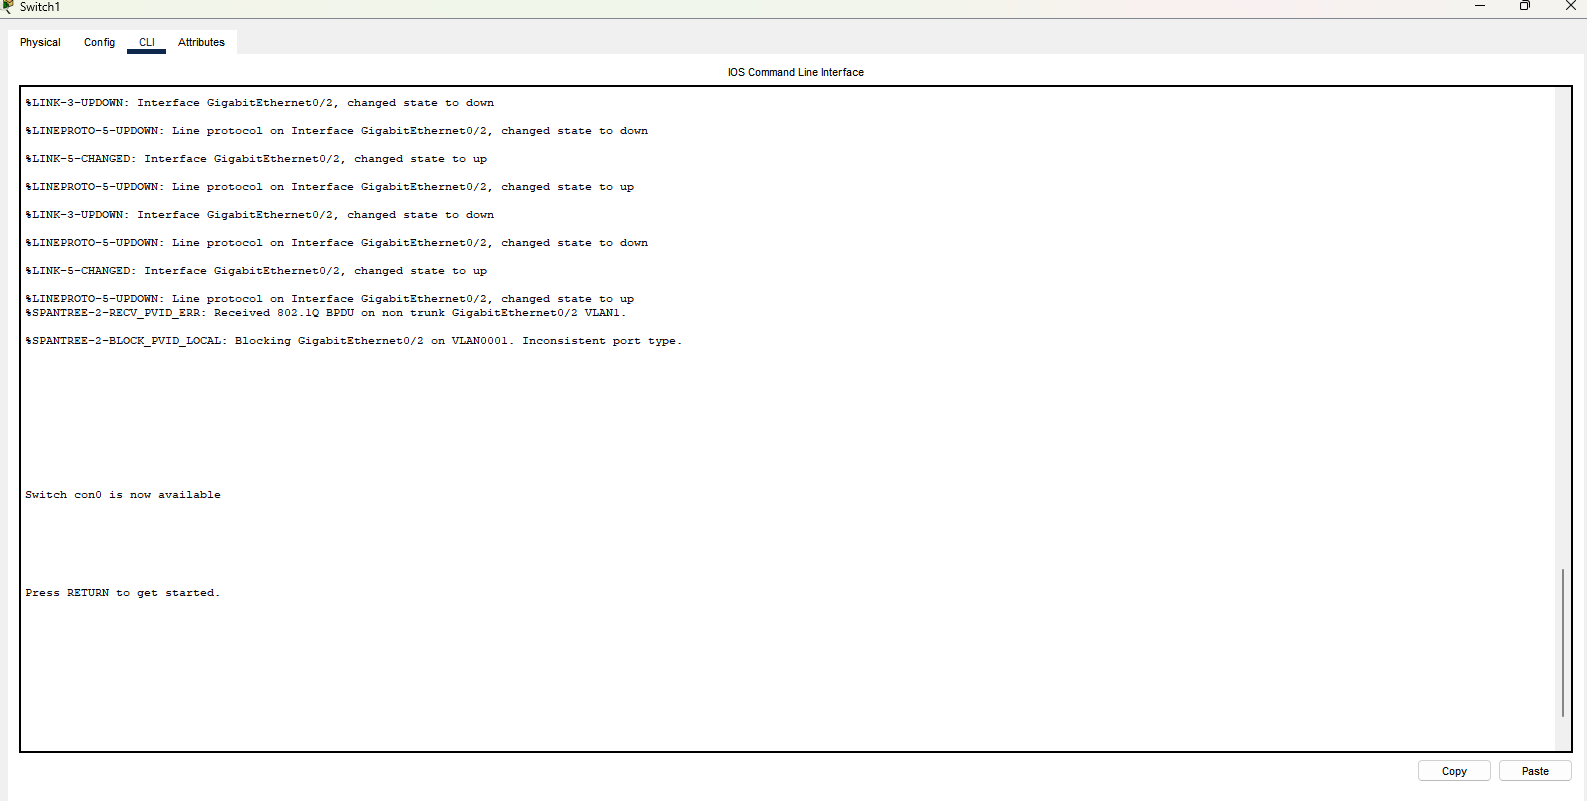 Switch1
Physical Config CLI Attributes
IOS Command Line Interface
%LINK-3-UPDOWN: Interface GigabitEthernet0/2, changed state to down
%LINEPROTO-5-UPDOWN: Line protocol on Interface GigabitEthernet0/2, changed state to down
%LINK-5-CHANGED: Interface GigabitEthernet0/2, changed state to up
%LINEPROTO-5-UPDOWN: Line protocol on Interface GigabitEthernet0/2, changed state to up
%LINK-3-UPDOWN: Interface GigabitEthernet0/2, changed state to down
%LINEPROTO-5-UPDOWN: Line protocol on Interface GigabitEthernet0/2, changed state to down
%LINK-5-CHANGED: Interface GigabitEthernet0/2, changed state to up
%LINEPROTO-5-UPDOWN: Line protocol on Interface GigabitEthernet0/2, changed state to up
%SPANTREE-2-RECV_PVID_ERR: Received 802.1Q BPDU on non trunk GigabitEthernet0/2 VLAN1.
%SPANTREE-2-BLOCK_PVID_LOCAL: Blocking GigabitEthernet0/2 on VLAN0001. Inconsistent port type.
Switch con0 is now available
Press RETURN to get started.
Copy Paste